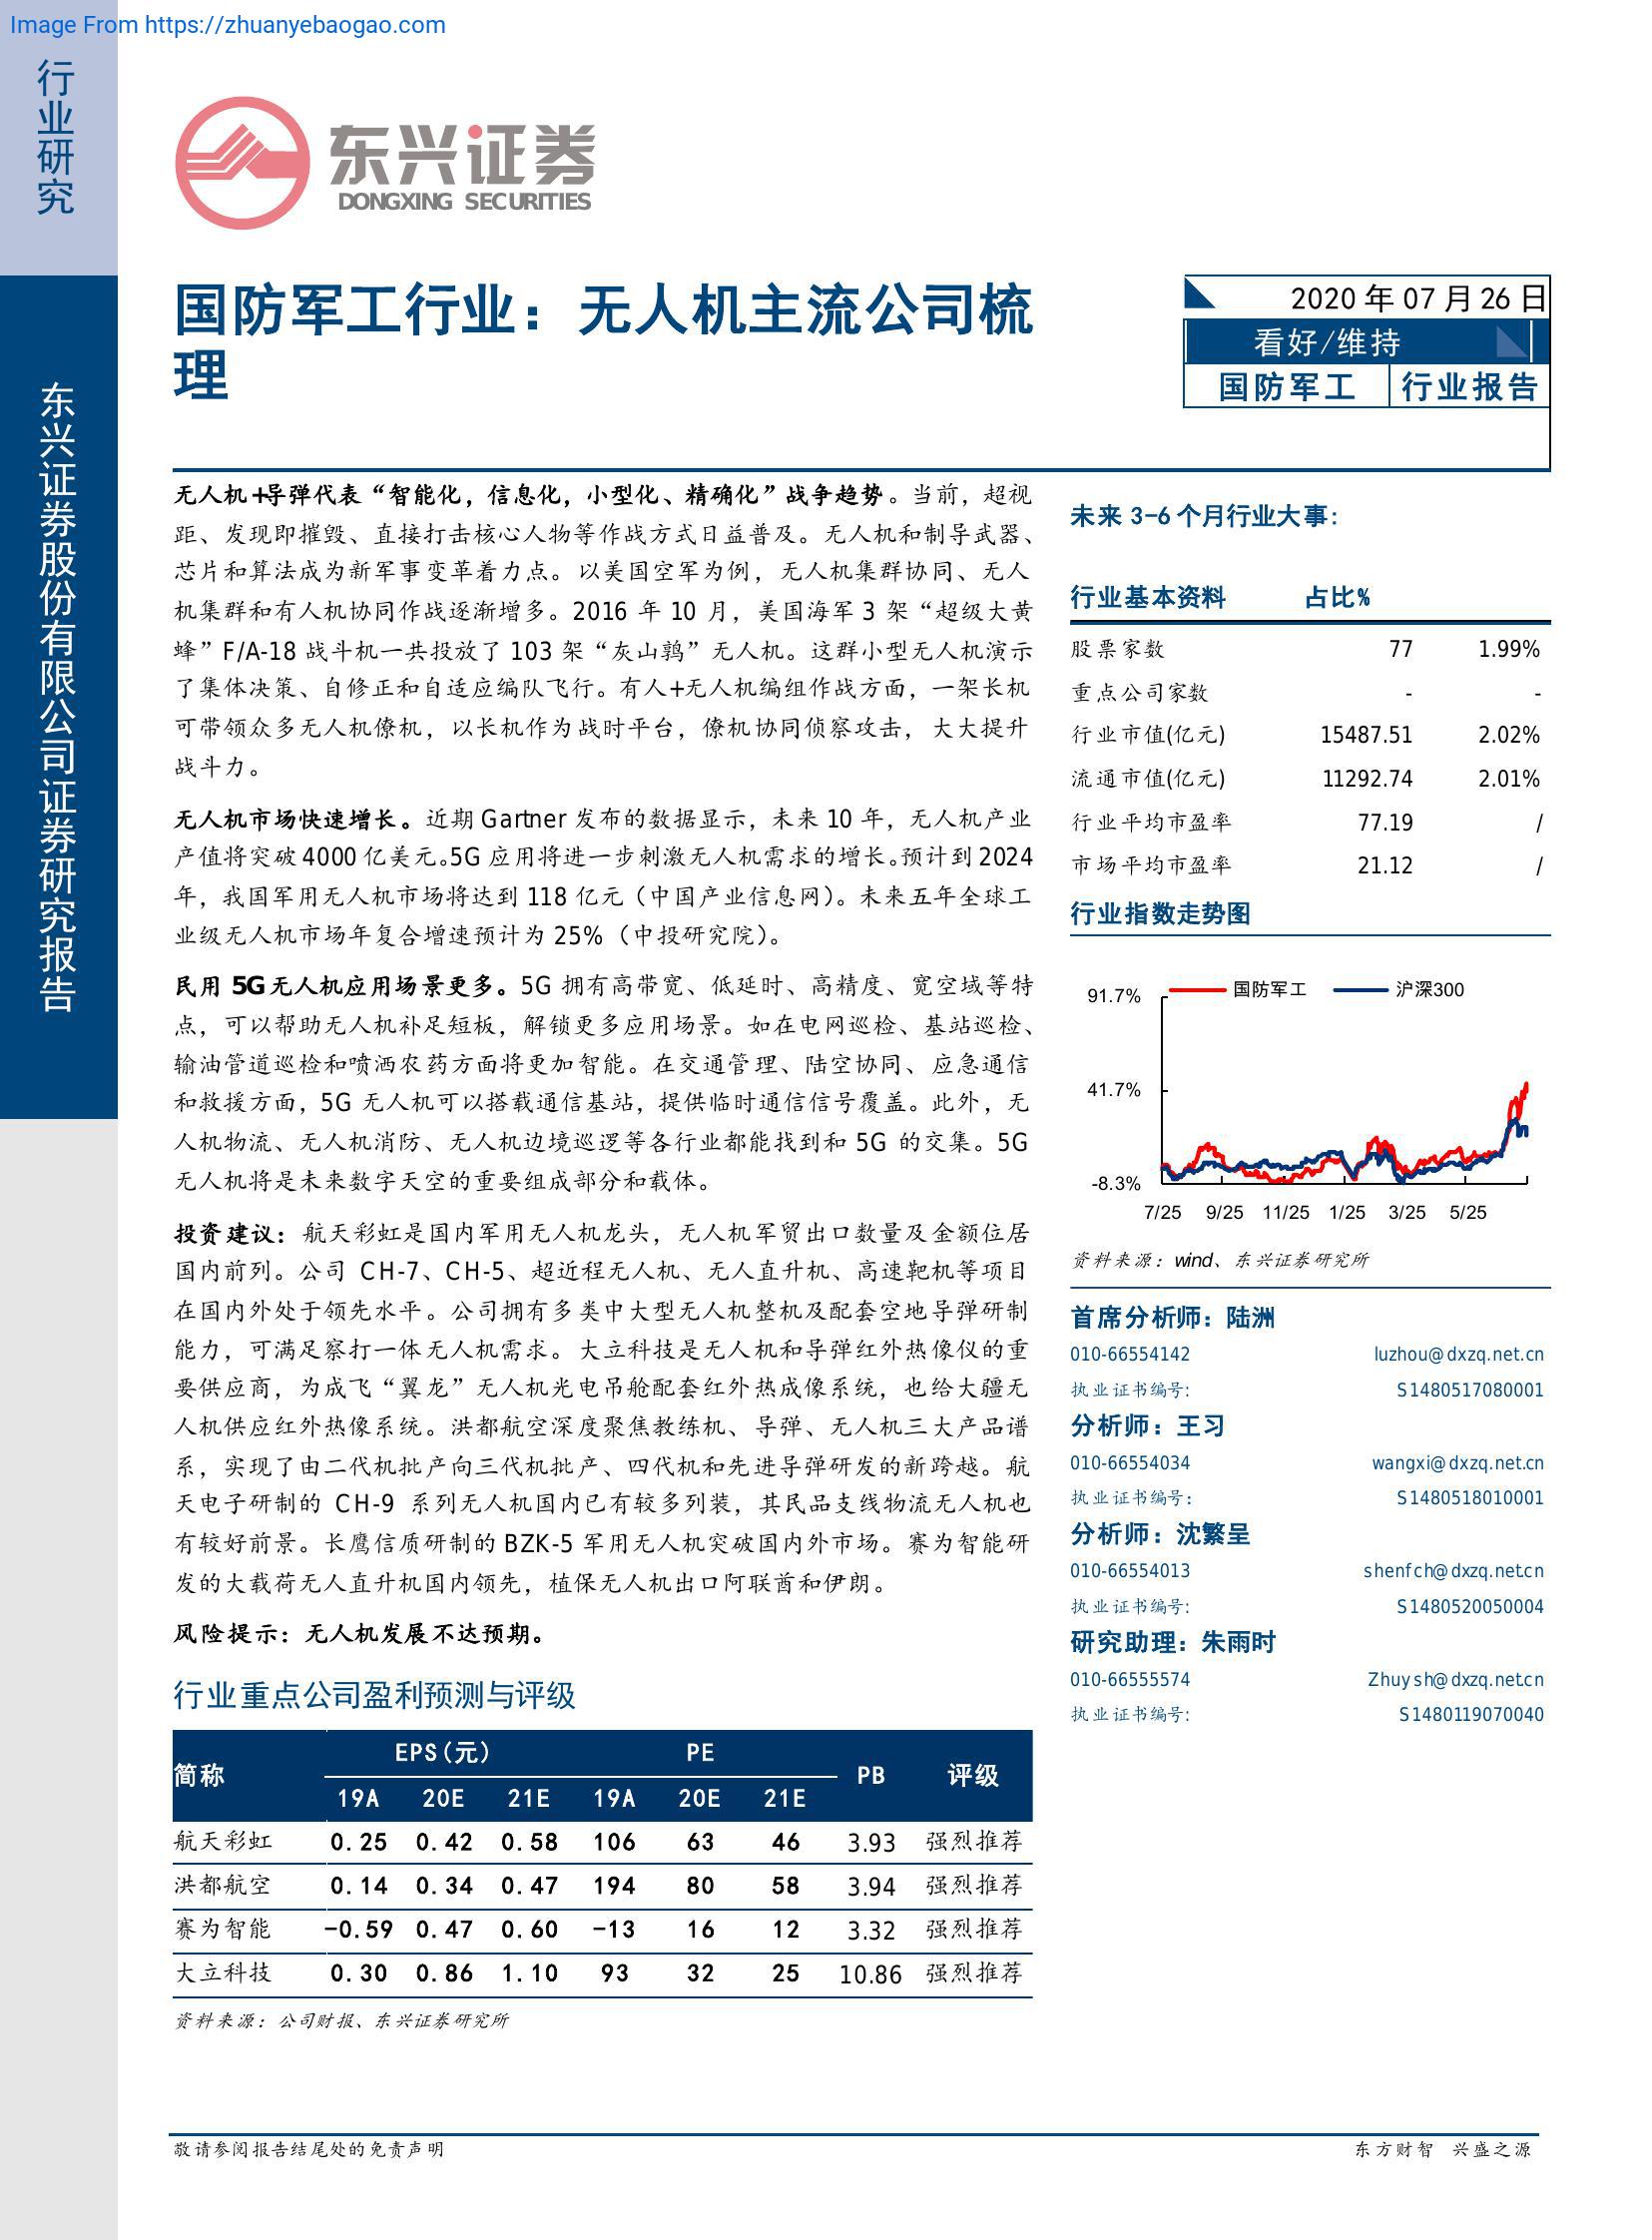 Image From https://zhuanyebaogao.com
行业研究
东兴证券股份有限公司证券研究报告
东兴证券
DONGXING SECURITIES
国防军工行业：无人机主流公司梳
理
2020 年 07 月 26 日
看好/维持
国防军工 行业报告
无人机+导弹代表“智能化，信息化，小型化、精确化”战争趋势。当前，超视
距、发现即摧毁、直接打击核心人物等作战方式日益普及。无人机和制导武器、
芯片和算法成为新军事变革着力点。以美国空军为例，无人机集群协同、无人
机集群和有人机协同作战逐渐增多。2016 年 10 月，美国海军 3 架“超级大黄
蜂”F/A-18 战斗机一共投放了 103 架“灰山鹑”无人机。这群小型无人机演示
了集体决策、自修正和自适应编队飞行。有人+无人机编组作战方面，一架长机
可带领众多无人机僚机，以长机作为战时平台，僚机协同侦察攻击，大大提升
战斗力。
无人机市场快速增长。近期 Gartner 发布的数据显示，未来 10 年，无人机产业
产值将突破 4000 亿美元。5G 应用将进一步刺激无人机需求的增长。预计到 2024
年，我国军用无人机市场将达到 118 亿元（中国产业信息网）。未来五年全球工
业级无人机市场年复合增速预计为 25%（中投研究院）。
民用 5G 无人机应用场景更多。5G 拥有高带宽、低延时、高精度、宽空域等特
点，可以帮助无人机补足短板，解锁更多应用场景。如在电网巡检、基站巡检、
输油管道巡检和喷洒农药方面将更加智能。在交通管理、陆空协同、应急通信
和救援方面，5G 无人机可以搭载通信基站，提供临时通信信号覆盖。此外，无
人机物流、无人机消防、无人机边境巡逻等各行业都能找到和 5G 的交集。5G
无人机将是未来数字天空的重要组成部分和载体。
投资建议：航天彩虹是国内军用无人机龙头，无人机军贸出口数量及金额位居
国内前列。公司 CH-7、CH-5、超近程无人机、无人直升机、高速靶机等项目
在国内外处于领先水平。公司拥有多类中大型无人机整机及配套空地导弹研制
能力，可满足察打一体无人机需求。大立科技是无人机和导弹红外热像仪的重
要供应商，为成飞“翼龙”无人机光电吊舱配套红外热成像系统，也给大疆无
人机供应红外热像系统。洪都航空深度聚焦教练机、导弹、无人机三大产品谱
系，实现了由二代机批产向三代机批产、四代机和先进导弹研发的新跨越。航
天电子研制的 CH-9 系列无人机国内已有较多列装，其民品支线物流无人机也
有较好前景。长鹰信质研制的 BZK-5 军用无人机突破国内外市场。赛为智能研
发的大载荷无人直升机国内领先，植保无人机出口阿联酋和伊朗。
风险提示：无人机发展不达预期。
行业重点公司盈利预测与评级
简称 EPS(元) PE PB 评级
19A 20E 21E 19A 20E 21E
航天彩虹 0.25 0.42 0.58 106 63 46 3.93 强烈推荐
洪都航空 0.14 0.34 0.47 194 80 58 3.94 强烈推荐
赛为智能 -0.59 0.47 0.60 -13 16 12 3.32 强烈推荐
大立科技 0.30 0.86 1.10 93 32 25 10.86 强烈推荐
资料来源：公司财报、东兴证券研究所
未来 3-6 个月行业大事：
行业基本资料 占比%
股票家数 77 1.99%
重点公司家数 - -
行业市值(亿元) 15487.51 2.02%
流通市值(亿元) 11292.74 2.01%
行业平均市盈率 77.19 /
市场平均市盈率 21.12 /
行业指数走势图
国防军工 沪深300
91.7%
41.7%
-8.3%
7/25 9/25 11/25 1/25 3/25 5/25
资料来源：wind、东兴证券研究所
首席分析师：陆洲
010-66554142 luzhou@dxzq.net.cn
执业证书编号: S1480517080001
分析师：王习
010-66554034 wangxi@dxzq.net.cn
执业证书编号： S1480518010001
分析师：沈繁呈
010-66554013 shenfch@dxzq.net.cn
执业证书编号: S1480520050004
研究助理：朱雨时
010-66555574 Zhuysh@dxzq.net.cn
执业证书编号: S1480119070040
敬请参阅报告结尾处的免责声明 东方财智 兴盛之源